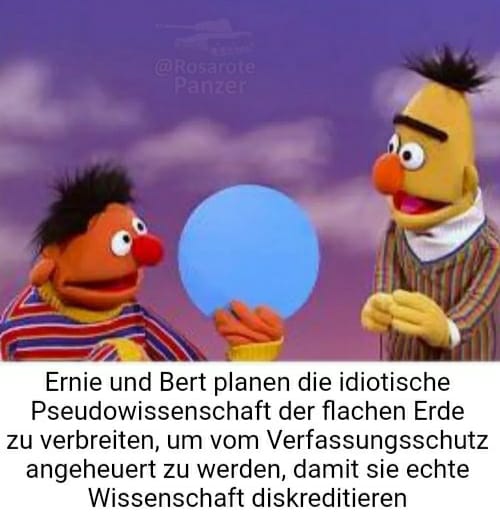 @Rosarote
Panzer
Ernie und Bert planen die idiotische
Pseudowissenschaft der flachen Erde
zu verbreiten, um vom Verfassungsschutz
angeheuert zu werden, damit sie echte
Wissenschaft diskreditieren